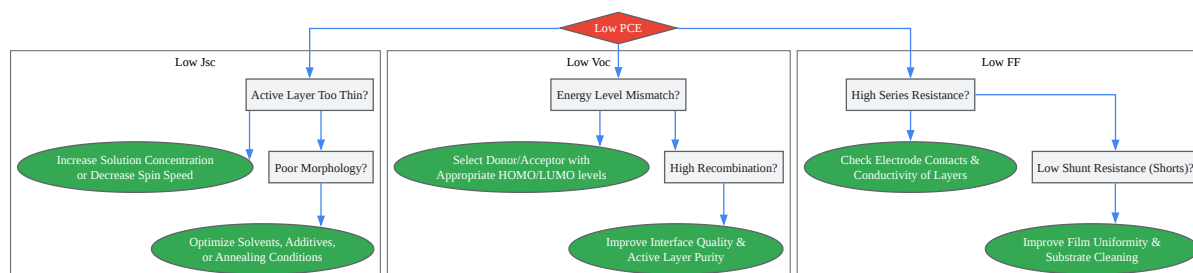 Low PCE
Low Jsc
Active Layer Too Thin?
Increase Solution Concentration
or Decrease Spin Speed
Poor Morphology?
Optimize Solvents, Additives,
or Annealing Conditions
Low Voc
Energy Level Mismatch?
Select Donor/Acceptor with
Appropriate HOMO/LUMO levels
High Recombination?
Improve Interface Quality &
Active Layer Purity
Low FF
High Series Resistance?
Check Electrode Contacts &
Conductivity of Layers
Low Shunt Resistance (Shorts)?
Improve Film Uniformity &
Substrate Cleaning